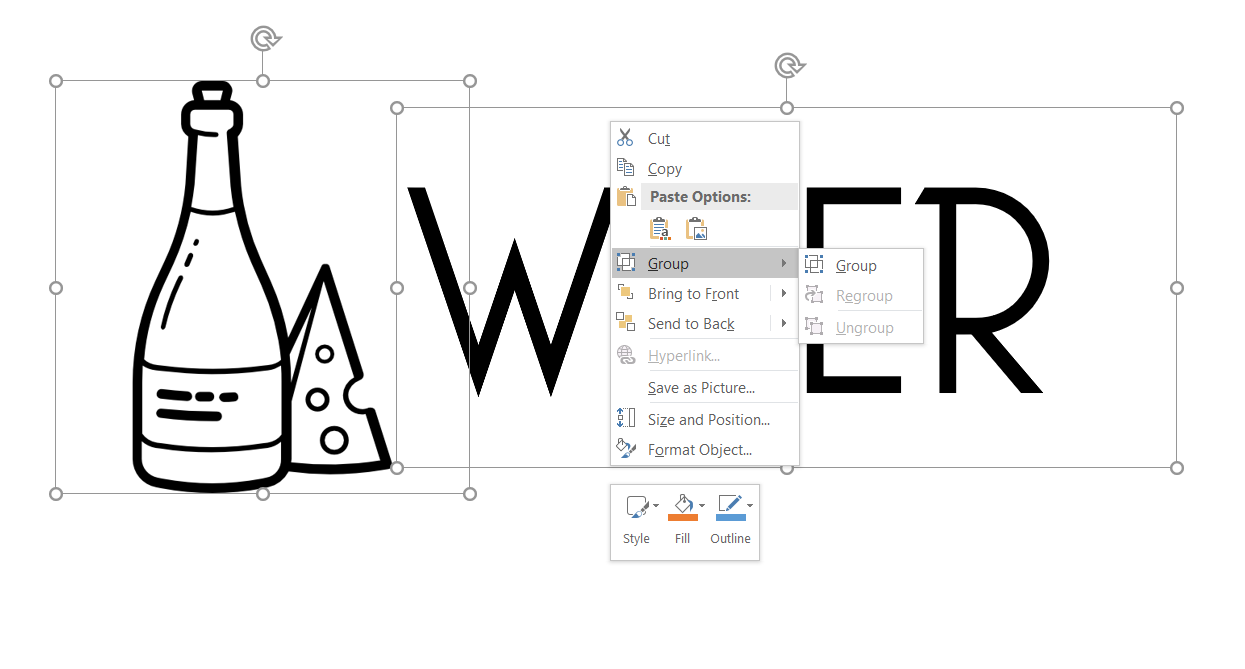 W ER
Cut
Copy
Paste Options:
Group
Bring to Front
Send to Back
Hyperlink...
Save as Picture...
Size and Position...
Format Object...
Group
Regroup
Ungroup
Style Fill Outline